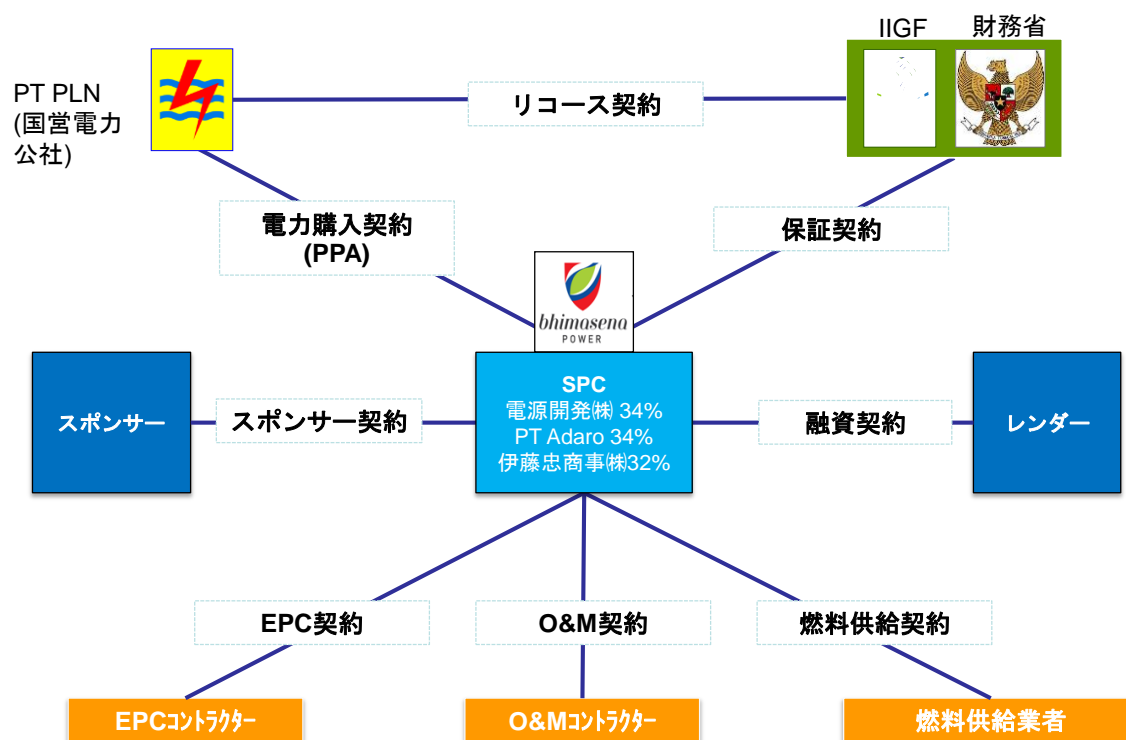 IIGF
財務省
PT PLN
(国営電力
公社)
リコース契約
電力購入契約
(PPA)
保証契約
bhimasena
POWER
スポンサー
スポンサー契約
SPC
電源開発㈱ 34%
PT Adaro 34%
伊藤忠商事㈱32%
融資契約
レンダー
EPC契約
O&M契約
燃料供給契約
EPCｺﾝﾄﾗｸﾀｰ
O&Mｺﾝﾄﾗｸﾀｰ
燃料供給業者